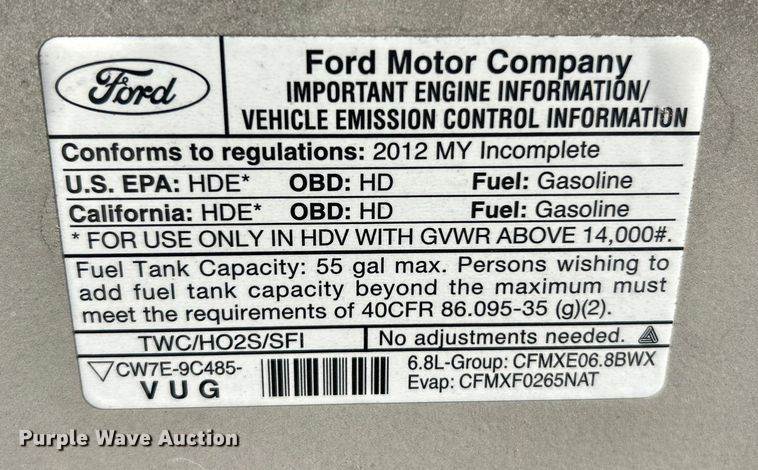 Ford
Ford Motor Company
IMPORTANT ENGINE INFORMATION/
VEHICLE EMISSION CONTROL INFORMATION
Conforms to regulations: 2012 MY Incomplete
U.S. EPA: HDE* OBD: HD Fuel: Gasoline
California: HDE* OBD: HD Fuel: Gasoline
* FOR USE ONLY IN HDV WITH GVWR ABOVE 14,000#.
Fuel Tank Capacity: 55 gal max. Persons wishing to
add fuel tank capacity beyond the maximum must
meet the requirements of 40CFR 86.095-35 (g)(2).
TWC/HO2S/SFI
No adjustments needed.
CW7E-9C485-
VUG
6.8L-Group: CFMXE06.8BWX
Evap: CFMXF0265NAT
Purple Wave Auction